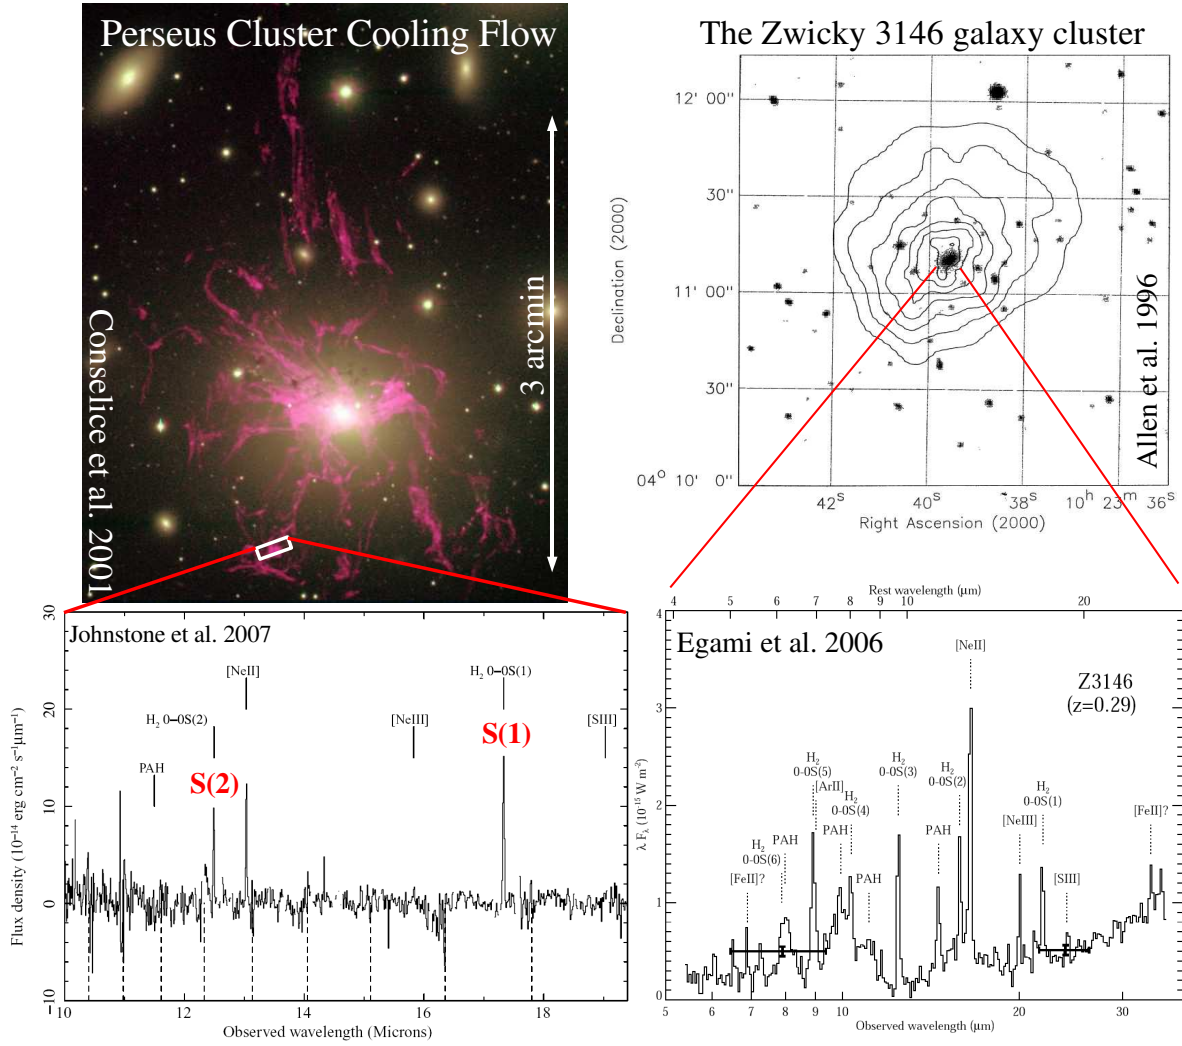 Perseus Cluster Cooling Flow
3 arcmin
Conselice et al. 2001
The Zwicky 3146 galaxy cluster
12' 00"
30"
11' 00"
30"
04° 10' 0"
Declination (2000)
42s 40s 38s 10h 23m 36s
Right Ascension (2000)
Allen et al. 1996
Johnstone et al. 2007
30
20
10
0
−10
Flux density (10−14 erg cm−2 s−1μm−1)
[NeII]
H2 0−0S(1)
H2 0−0S(2)
[NeIII]
[SIII]
S(1)
PAH
S(2)
10 12 14 16 18
Observed wavelength (Microns)
Rest wavelength (μm)
4 5 6 7 8 9 10 20
Egami et al. 2006
[NeII]
Z3146
(z=0.29)
H2
0-0S(5)
[ArII]
H2
0-0S(4)
H2
0-0S(3)
H2
0-0S(2)
H2
0-0S(1)
[FeII]?
[NeIII]
PAH
PAH
PAH
H2
0-0S(6)
[FeII]?
PAH
[SIII]
4
3
2
1
0
λ Fλ (10-15 W m-2)
5 6 7 8 9 10 20 30
Observed wavelength (μm)